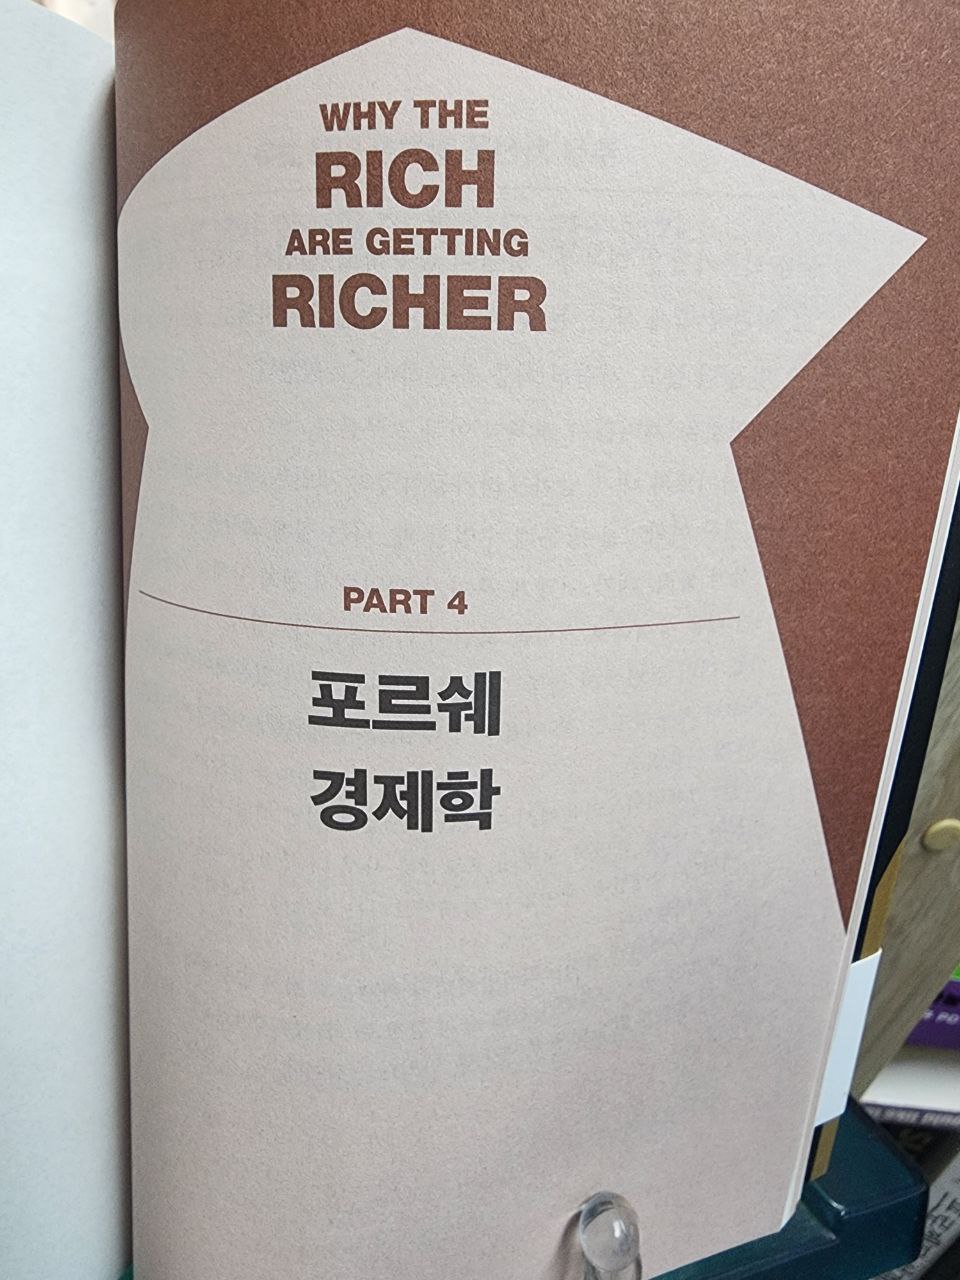 WHY THE
RICH
ARE GETTING
RICHER
PART 4
포르쉐
경제학